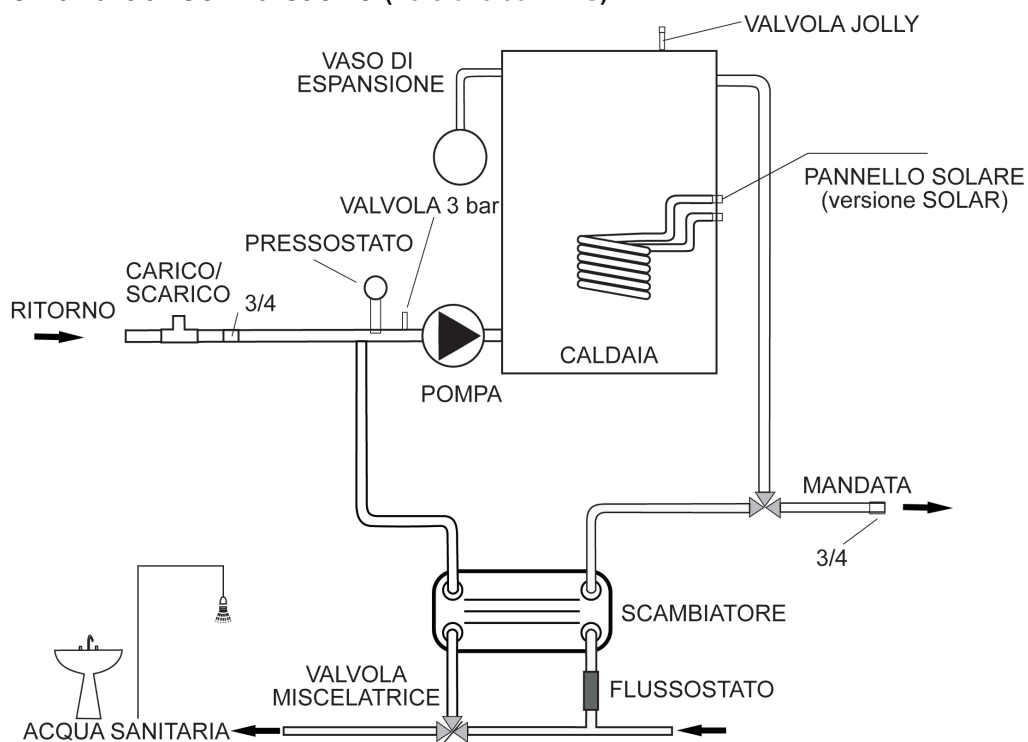 VALVOLA JOLLY
VASO DI
ESPANSIONE
PANNELLO SOLARE
(versione SOLAR)
VALVOLA 3 bar
PRESSOSTATO
CARICO/
SCARICO
3/4
RITORNO
CALDAIA
POMPA
MANDATA
3/4
SCAMBIATORE
VALVOLA
MISCELATRICE
FLUSSOSTATO
ACQUA SANITARIA